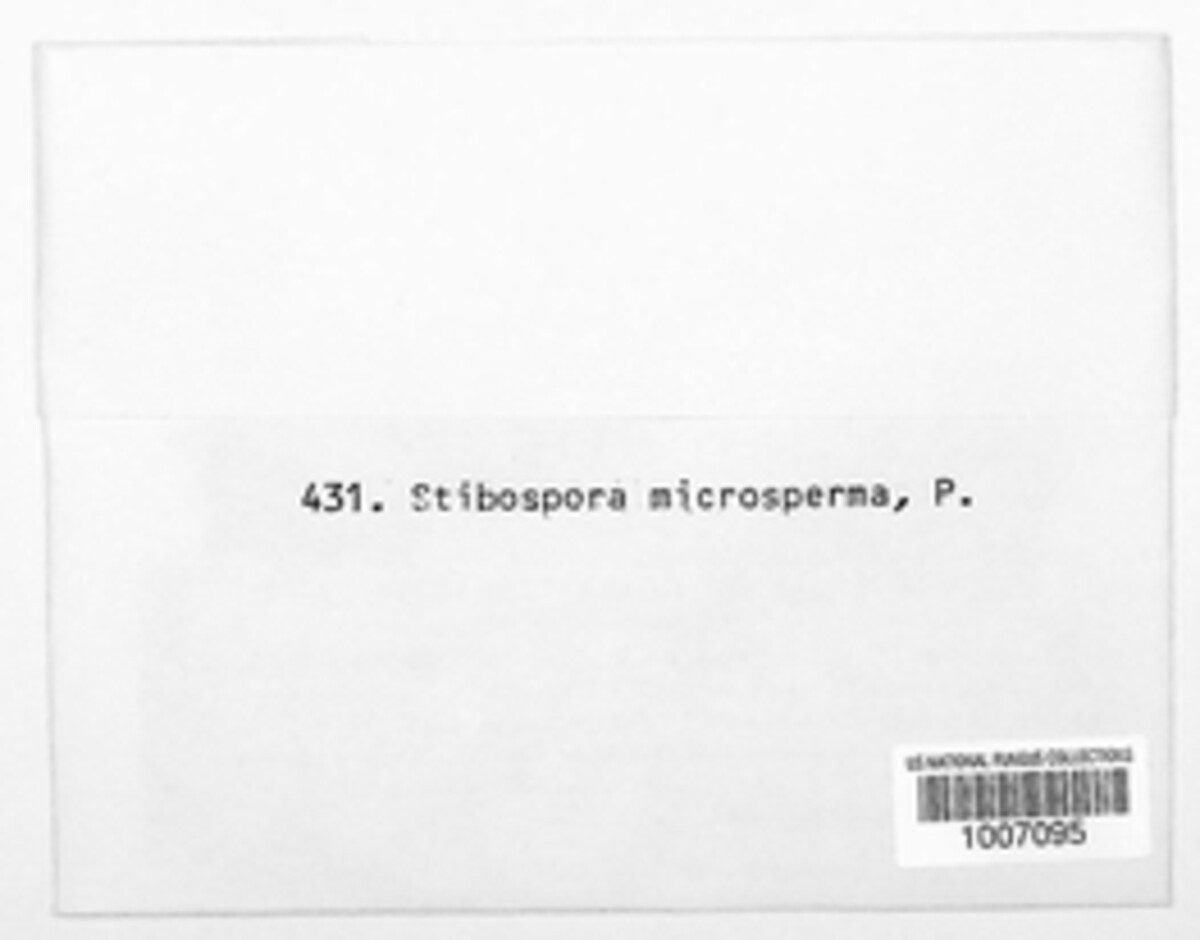 431. Stibospora microsperma, P.
US NATIONAL FUNGUS COLLECTIONS
1007095